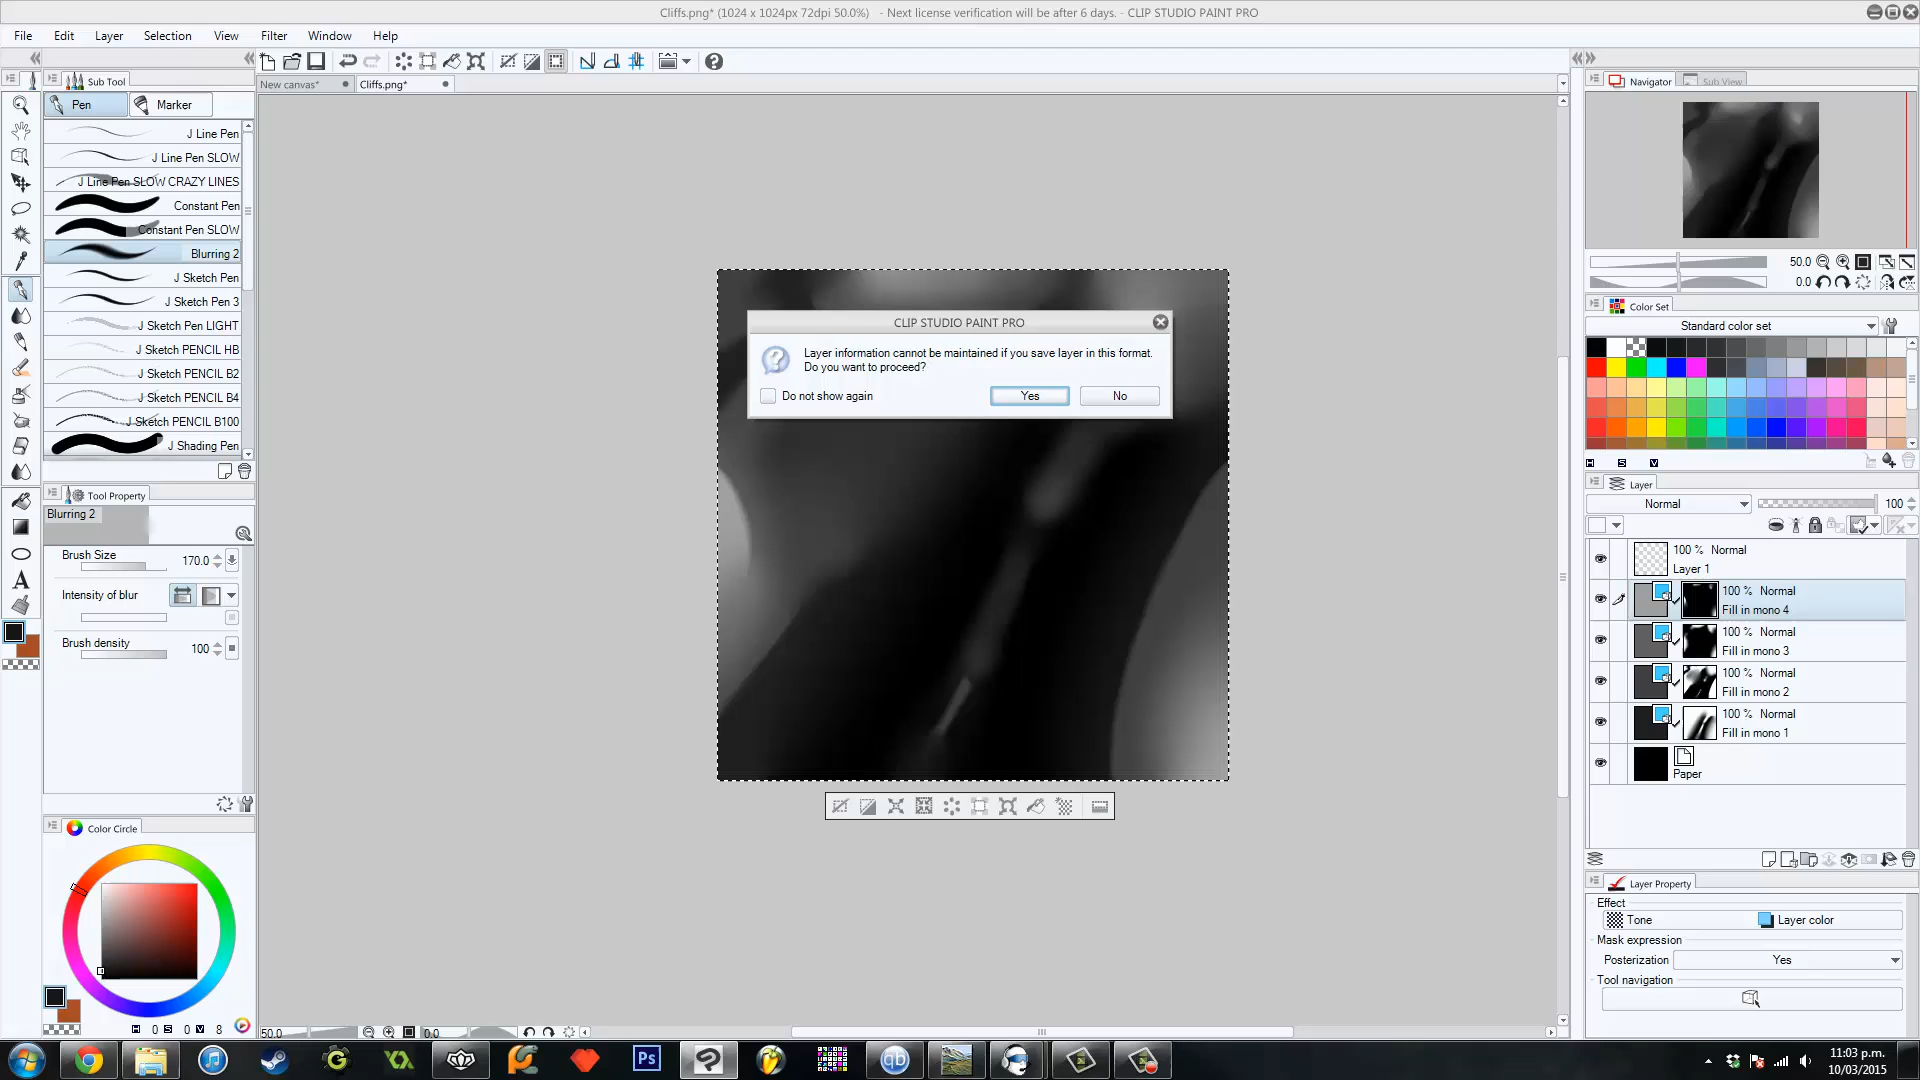 Cliffs.png* (1024 x 1024px 72dpi 50.0%)   - Next license verification will be after 6 days. - CLIP STUDIO PAINT PRO
File Edit Layer Selection View Filter Window Help
Sub Tool
Pen Marker
J Line Pen
J Line Pen SLOW
J Line Pen SLOW CRAZY LINES
Constant Pen
Constant Pen SLOW
Blurring 2
J Sketch Pen
J Sketch Pen 3
J Sketch Pen LIGHT
J Sketch PENCIL HB
J Sketch PENCIL B2
J Sketch PENCIL B4
J Sketch PENCIL B100
J Shading Pen
Tool Property
Blurring 2
Brush Size 170.0
Intensity of blur
Brush density 100
Color Circle
H 0 S 0 V 8
New canvas* Cliffs.png*
CLIP STUDIO PAINT PRO
Layer information cannot be maintained if you save layer in this format.
Do you want to proceed?
Do not show again Yes No
50.0 0.0
Navigator Sub View
50.0
0.0
Color Set
Standard color set
H S V
Layer
Normal 100
100 % Normal
Layer 1
100 % Normal
Fill in mono 4
100 % Normal
Fill in mono 3
100 % Normal
Fill in mono 2
100 % Normal
Fill in mono 1
Paper
Layer Property
Effect
Tone Layer color
Mask expression
Posterization Yes
Tool navigation
Ps
qb
11:03 p.m.
10/03/2015